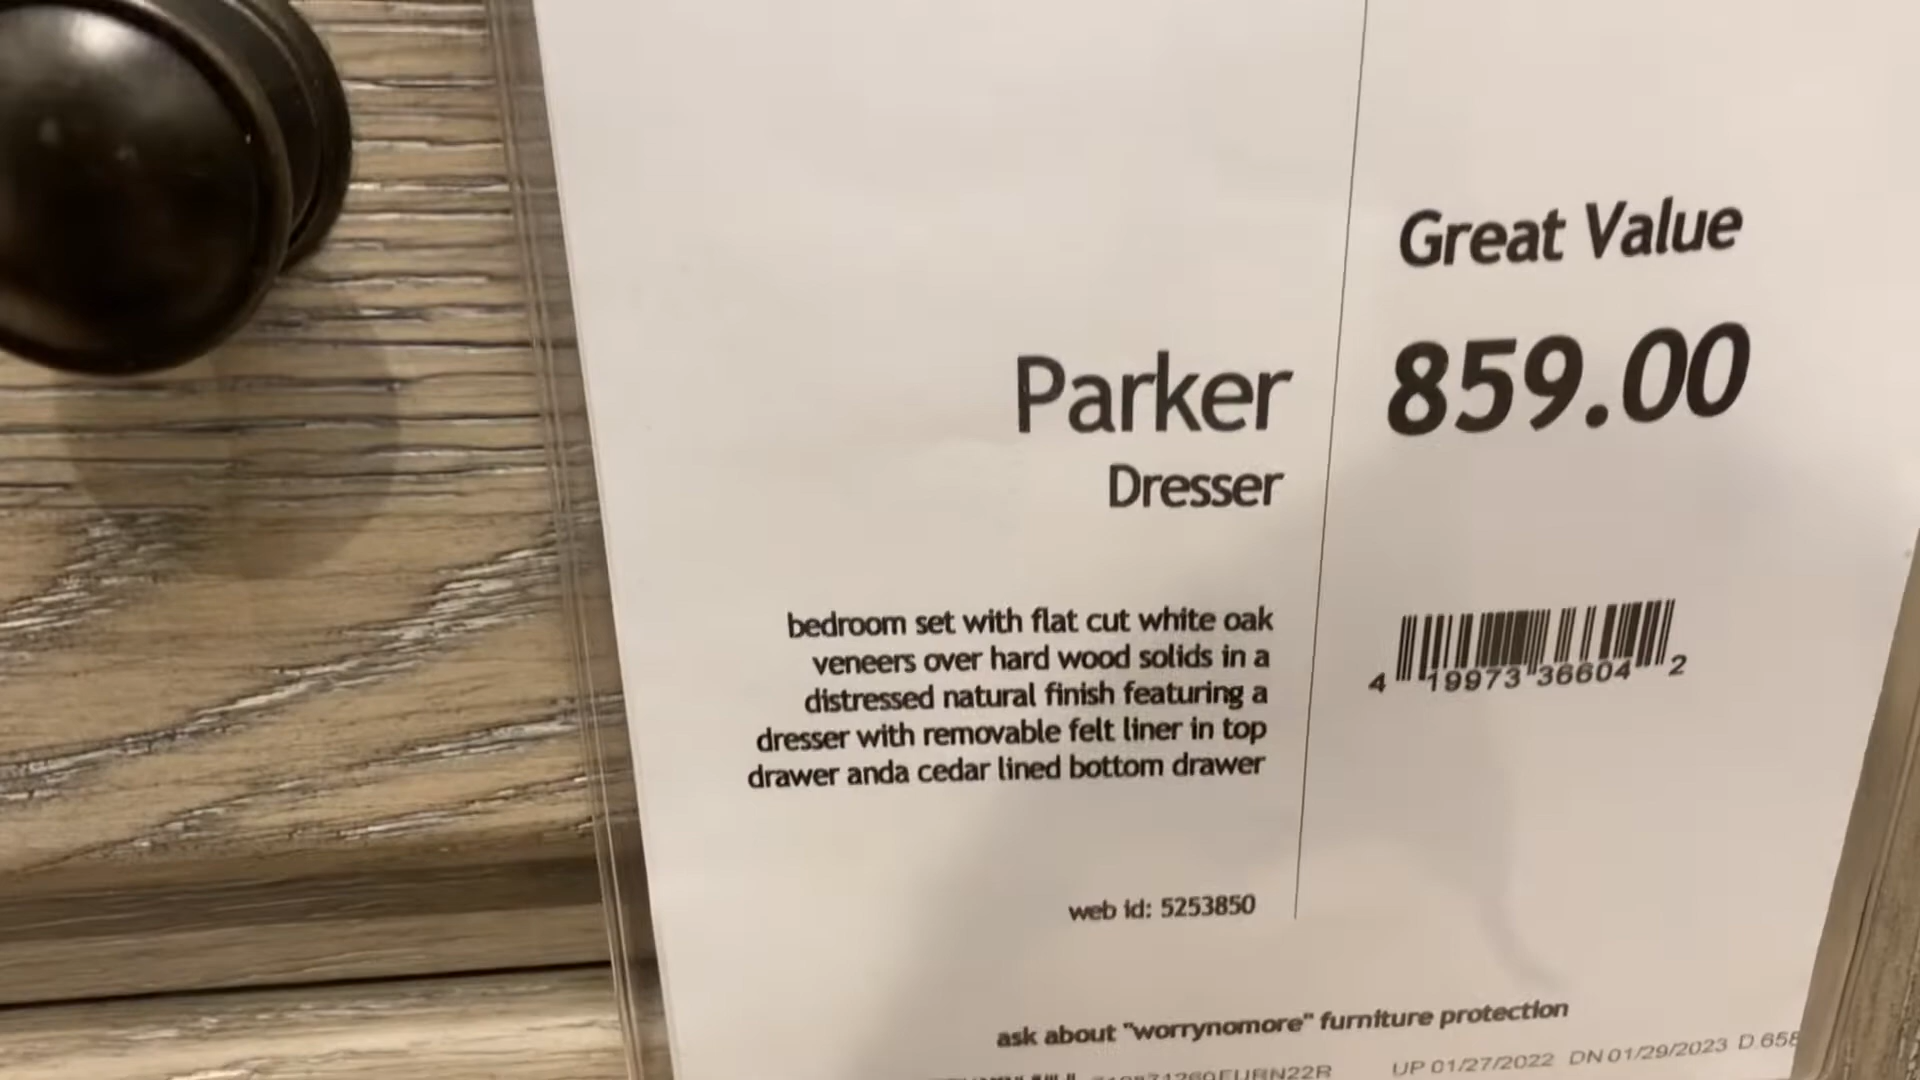 Great Value
859.00
Parker
Dresser
bedroom set with flat cut white oak
veneers over hard wood solids in a
distressed natural finish featuring a
dresser with removable felt liner in top
drawer anda cedar lined bottom drawer
4 19973 36604 2
web id: 5253850
ask about "worrynomore" furniture protection
UP 01/27/2022 DN 01/29/2023 D.658